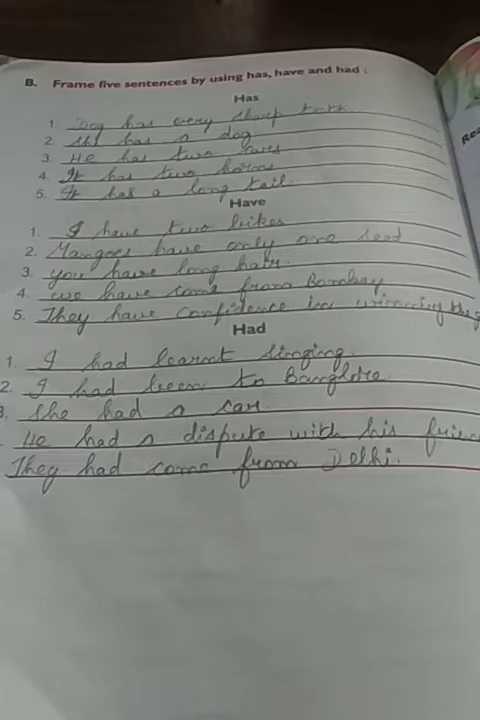 B. Frame five sentences by using has, have and had :
Has
1. Dog has very sharp teeth
2. She has a dog.
3. He has two cars
4. It has two horns
5. It has a long tail.
Have
1. I have two bikes
2. Mangoes have only one seed
3. you have long hair.
4. we have come from Bombay
5. They have confidence in winning the
Had
1. I had learnt singing.
2. I had been to Banglore.
3. She had a car.
He had a dispute with his frien
They had come from Delhi.
Rea